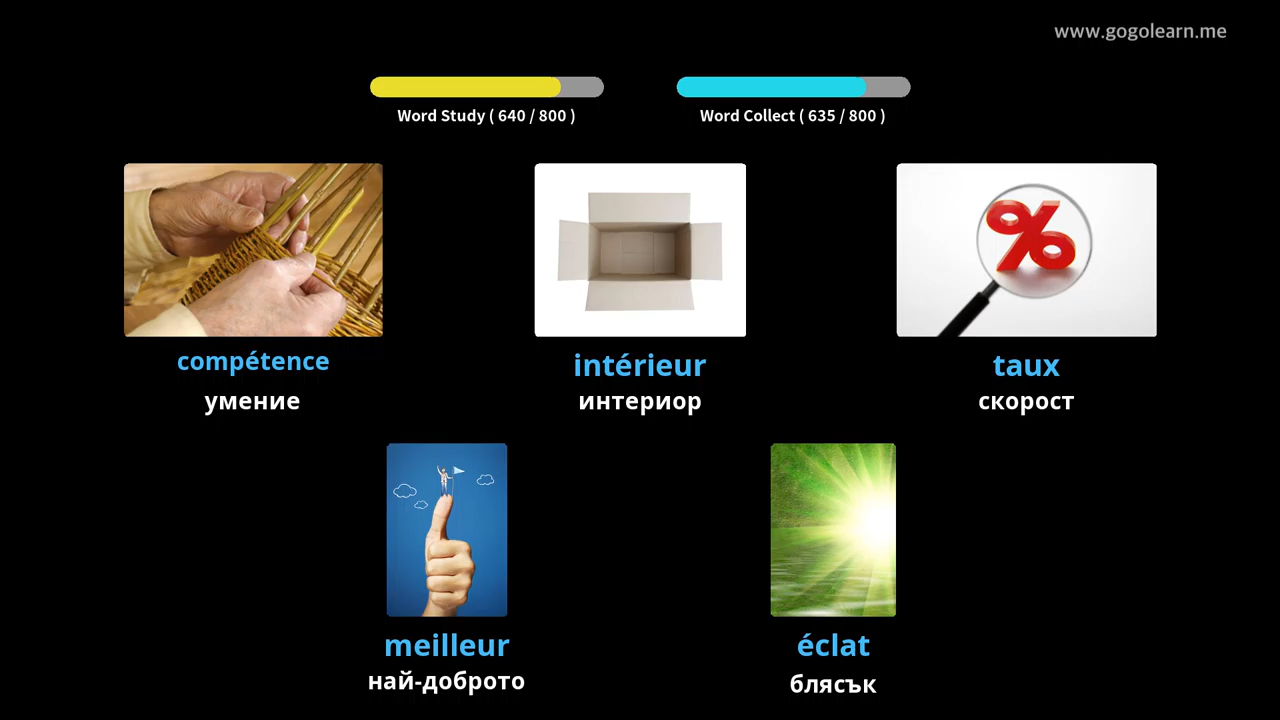 www.gogolearn.me
Word Study ( 640 / 800 )
Word Collect ( 635 / 800 )
compétence
умение
intérieur
интериор
taux
скорост
meilleur
най-доброто
éclat
блясък